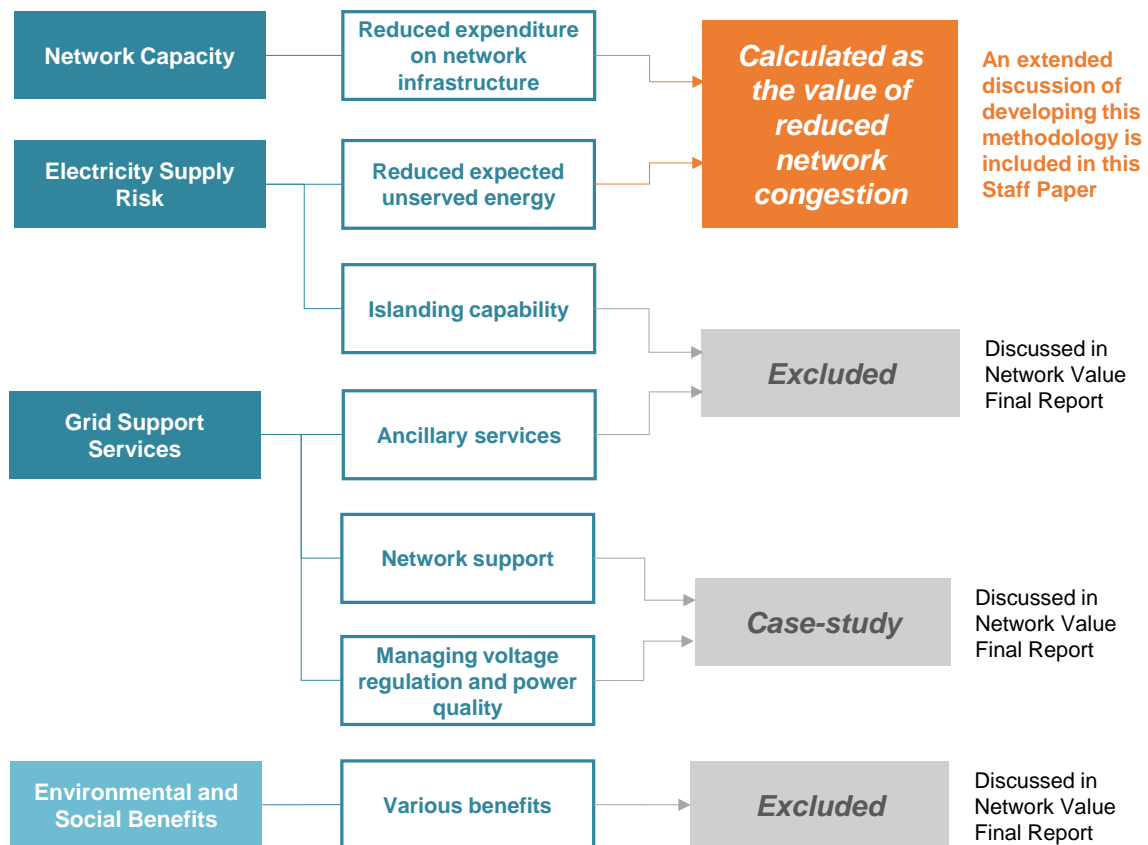 Network Capacity
Reduced expenditure
on network
infrastructure
Calculated as
the value of
reduced
network
congestion
An extended
discussion of
developing this
methodology is
included in this
Staff Paper
Electricity Supply
Risk
Reduced expected
unserved energy
Islanding capability
Excluded
Discussed in
Network Value
Final Report
Grid Support
Services
Ancillary services
Network support
Case-study
Discussed in
Network Value
Final Report
Managing voltage
regulation and power
quality
Environmental and
Social Benefits
Various benefits
Excluded
Discussed in
Network Value
Final Report